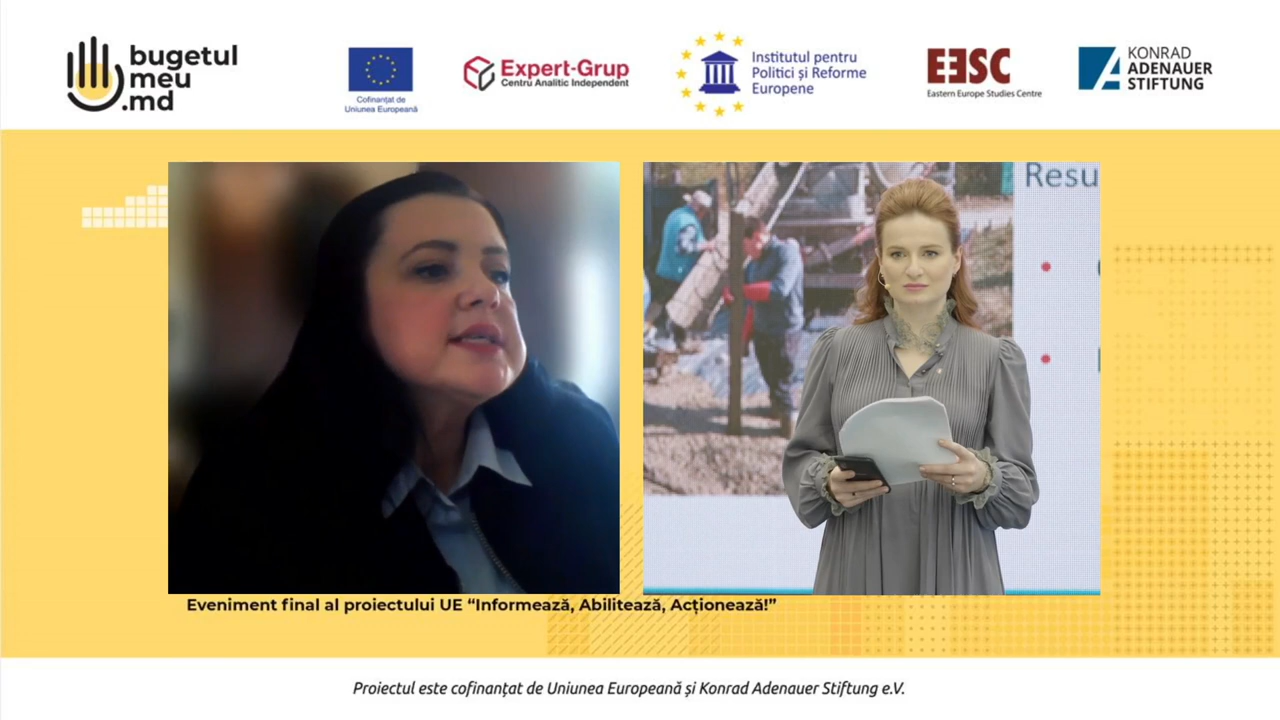 bugetul
meu
.md
Cofinanțat de
Uniunea Europeană
Expert-Grup
Centru Analitic Independent
Institutul pentru
Politici și Reforme
Europene
EESC
Eastern Europe Studies Centre
KONRAD
ADENAUER
STIFTUNG
Resu
Eveniment final al proiectului UE “Informează, Abilitează, Acționează!”
Proiectul este cofinanțat de Uniunea Europeană și Konrad Adenauer Stiftung e.V.